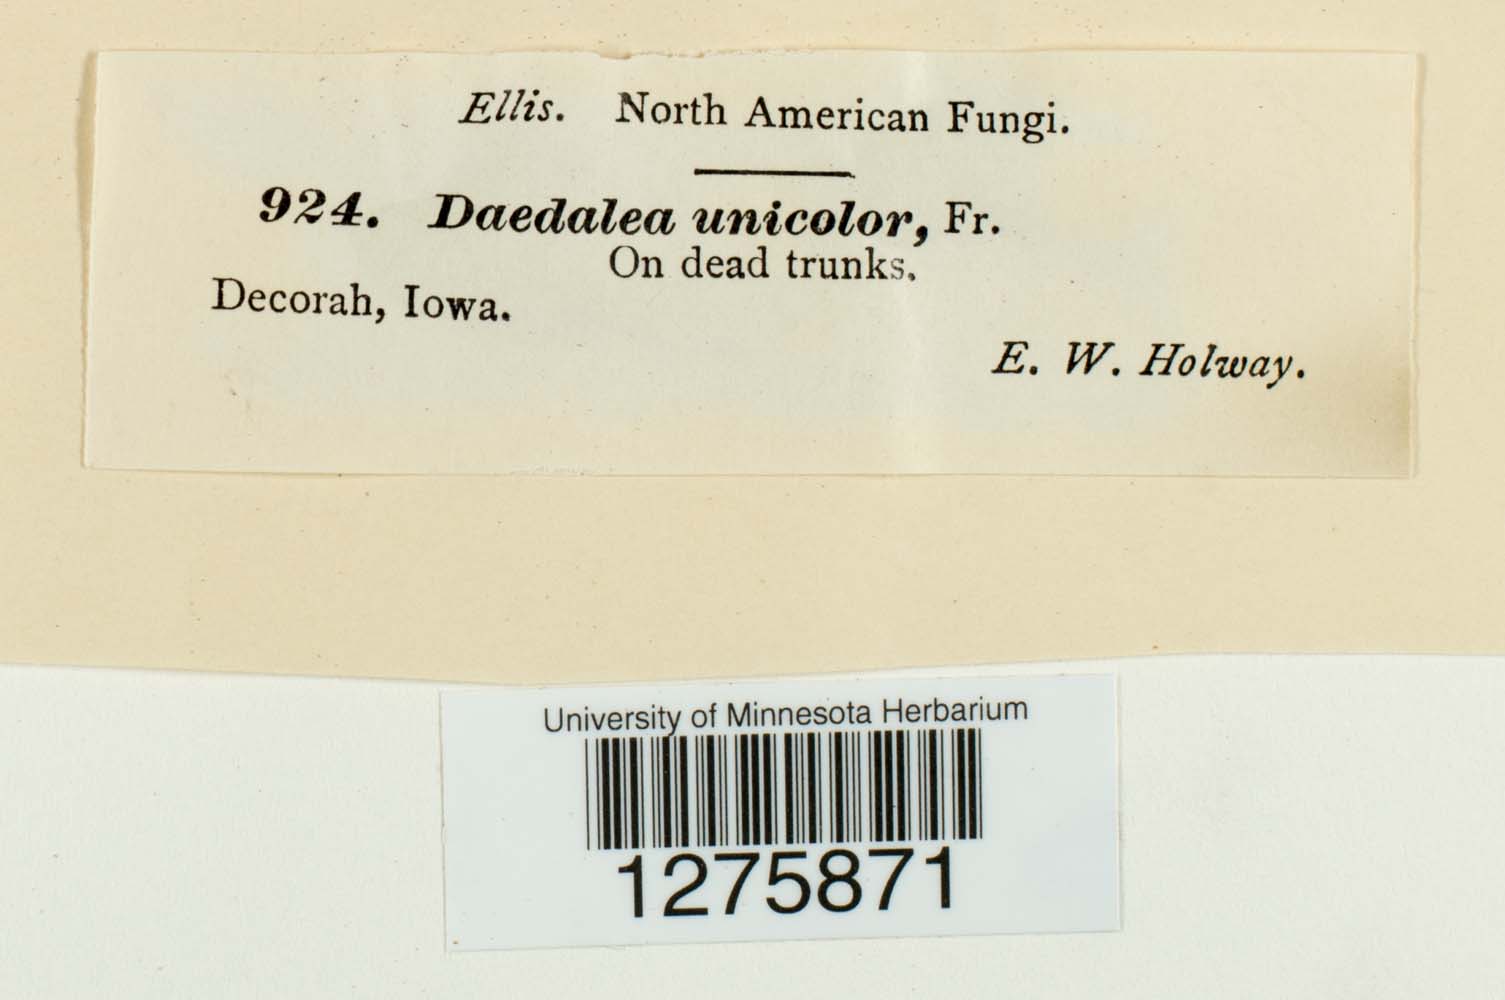 Ellis. North American Fungi.
924. Daedalea unicolor, Fr.
On dead trunks.
Decorah, Iowa.
E. W. Holway.
University of Minnesota Herbarium
1275871